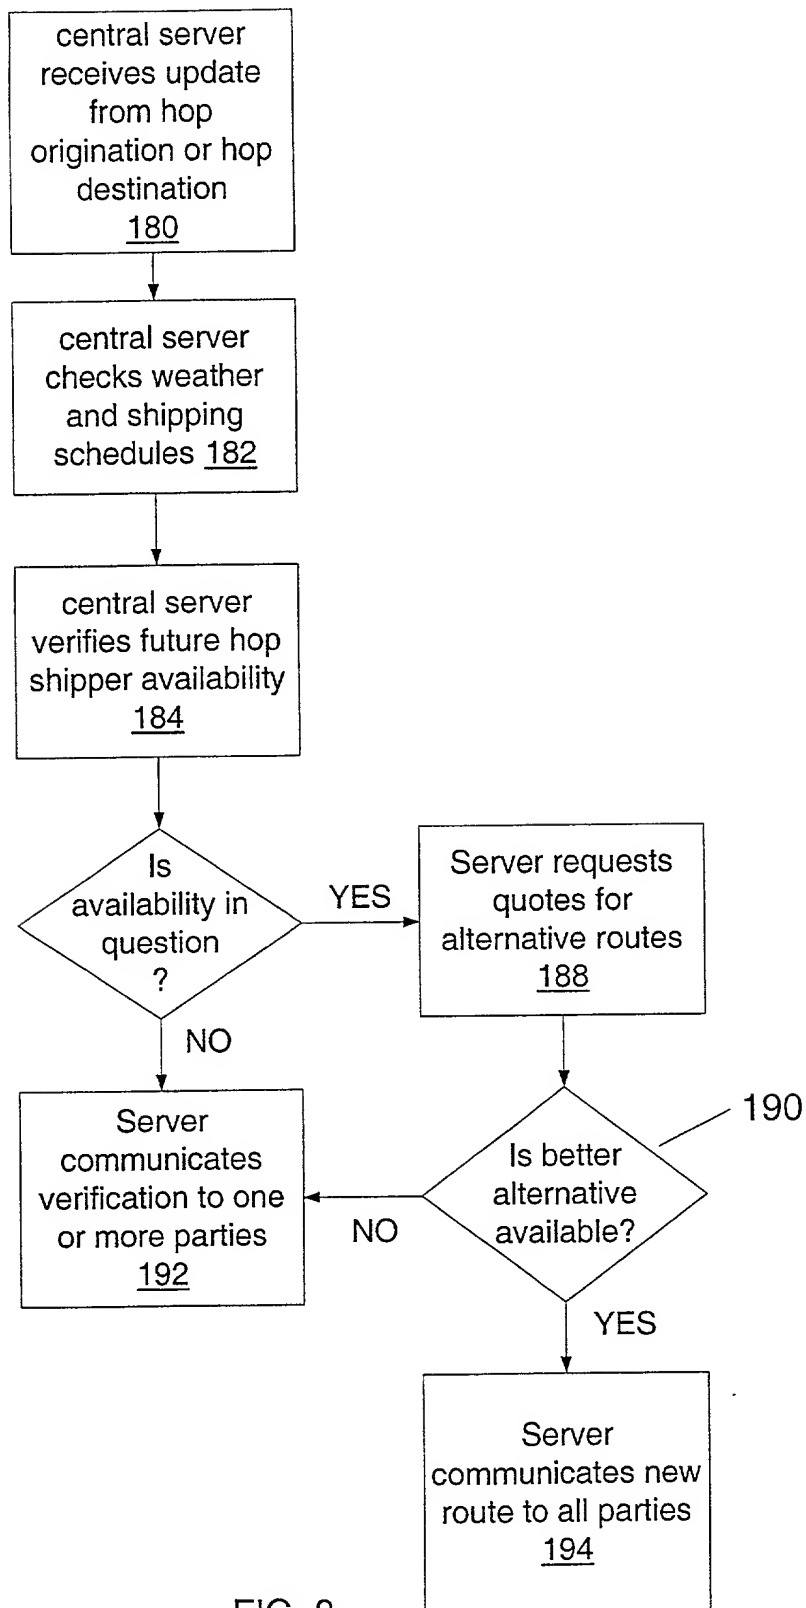 central server
receives update
from hop
origination or hop
destination
180
central server
checks weather
and shipping
schedules 182
central server
verifies future hop
shipper availability
184
Is
availability in
question
?
YES
Server requests
quotes for
alternative routes
188
NO
Server
communicates
verification to one
or more parties
192
190
Is better
alternative
available?
NO
YES
Server
communicates new
route to all parties
194